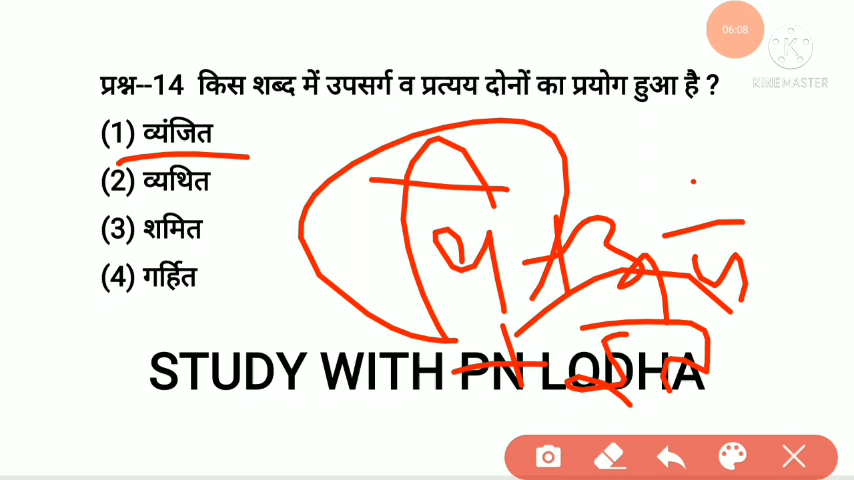 06:08
KINEMASTER
प्रश्न--14 किस शब्द में उपसर्ग व प्रत्यय दोनों का प्रयोग हुआ है ?
(1) व्यंजित
(2) व्यथित
(3) शमित
(4) गर्हित
STUDY WITH PN LODHA